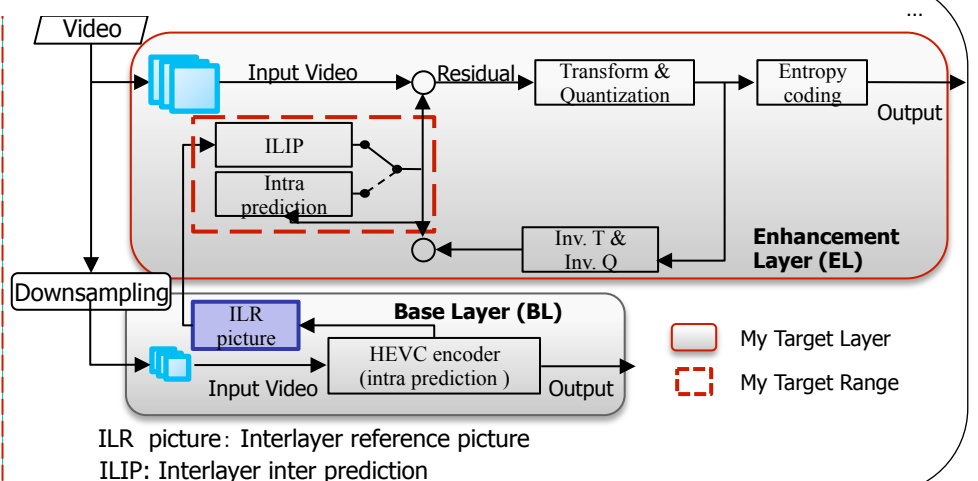 ...
Video
Input Video
Residual
Transform &
Quantization
Entropy
coding
Output
ILIP
Intra
prediction
Inv. T &
Inv. Q
Enhancement
Layer (EL)
Downsampling
ILR
picture
Base Layer (BL)
HEVC encoder
(intra prediction )
Input Video
Output
My Target Layer
My Target Range
ILR picture: Interlayer reference picture
ILIP: Interlayer inter prediction